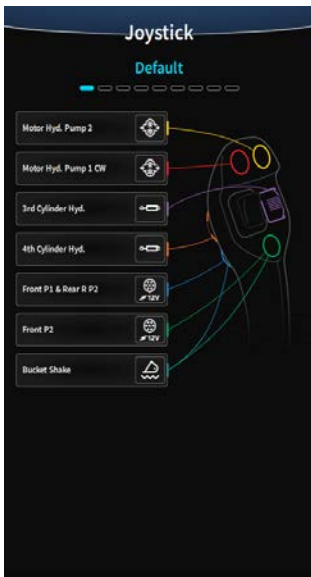 Joystick
Default
Motor Hyd. Pump 2
Motor Hyd. Pump 1 CW
3rd Cylinder Hyd.
4th Cylinder Hyd.
Front P1 & Rear R P2
12V
Front P2
12V
Bucket Shake